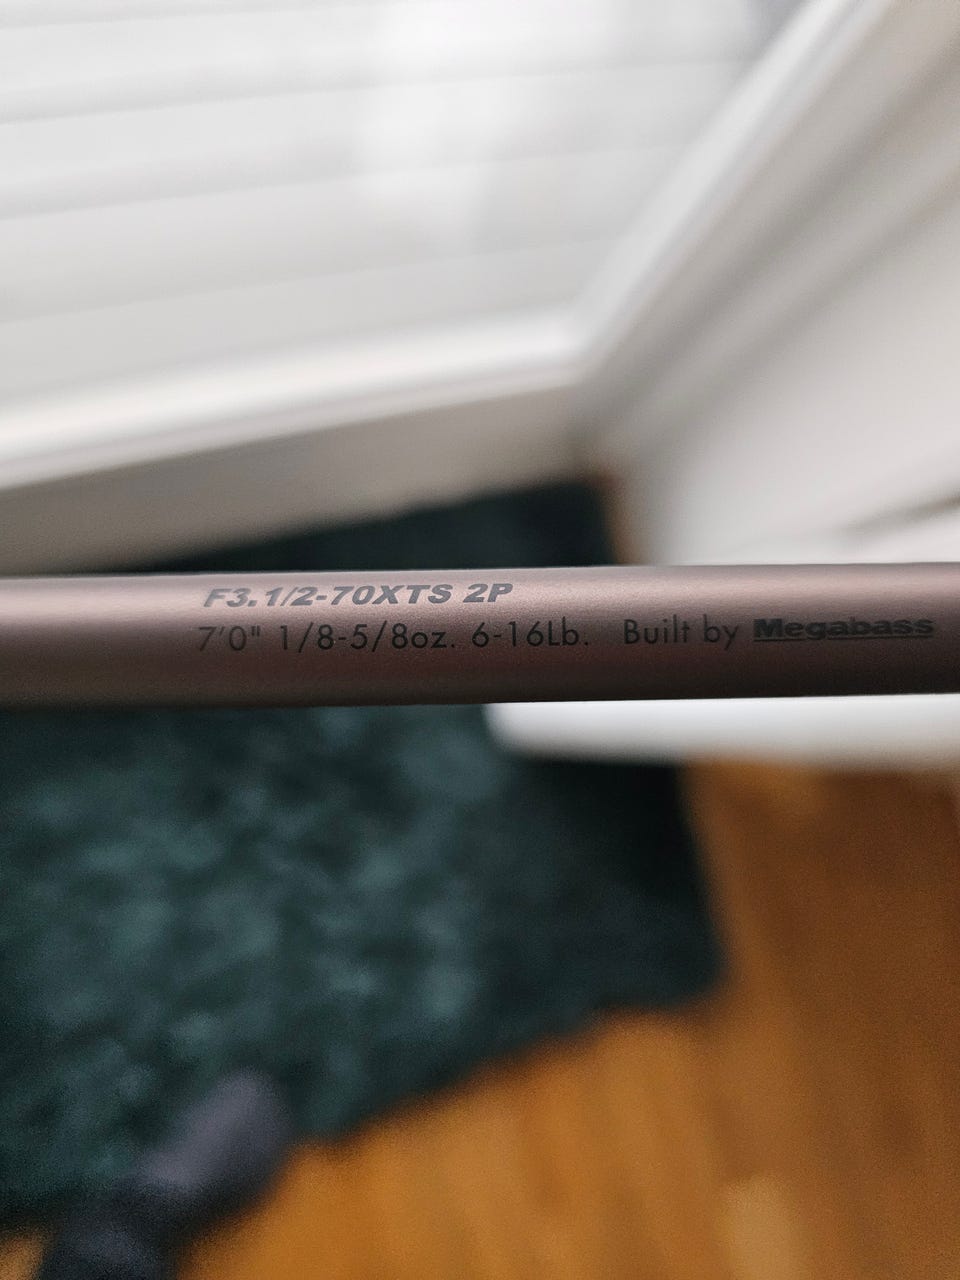 F3.1/2-70XTS 2P
7'0" 1/8-5/8oz. 6-16Lb. Built by Megabass